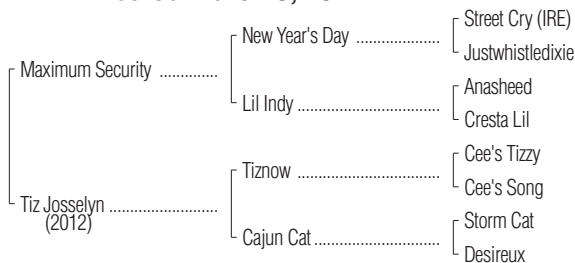 Street Cry (IRE)
New Year's Day ....................
Justwhistledixie
Maximum Security .............
Anasheed
Lil Indy .............................
Cresta Lil
Cee's Tizzy
Tiznow ..............................
Cee's Song
Tiz Josselyn ........................
(2012)
Storm Cat
Cajun Cat..........................
Desireux